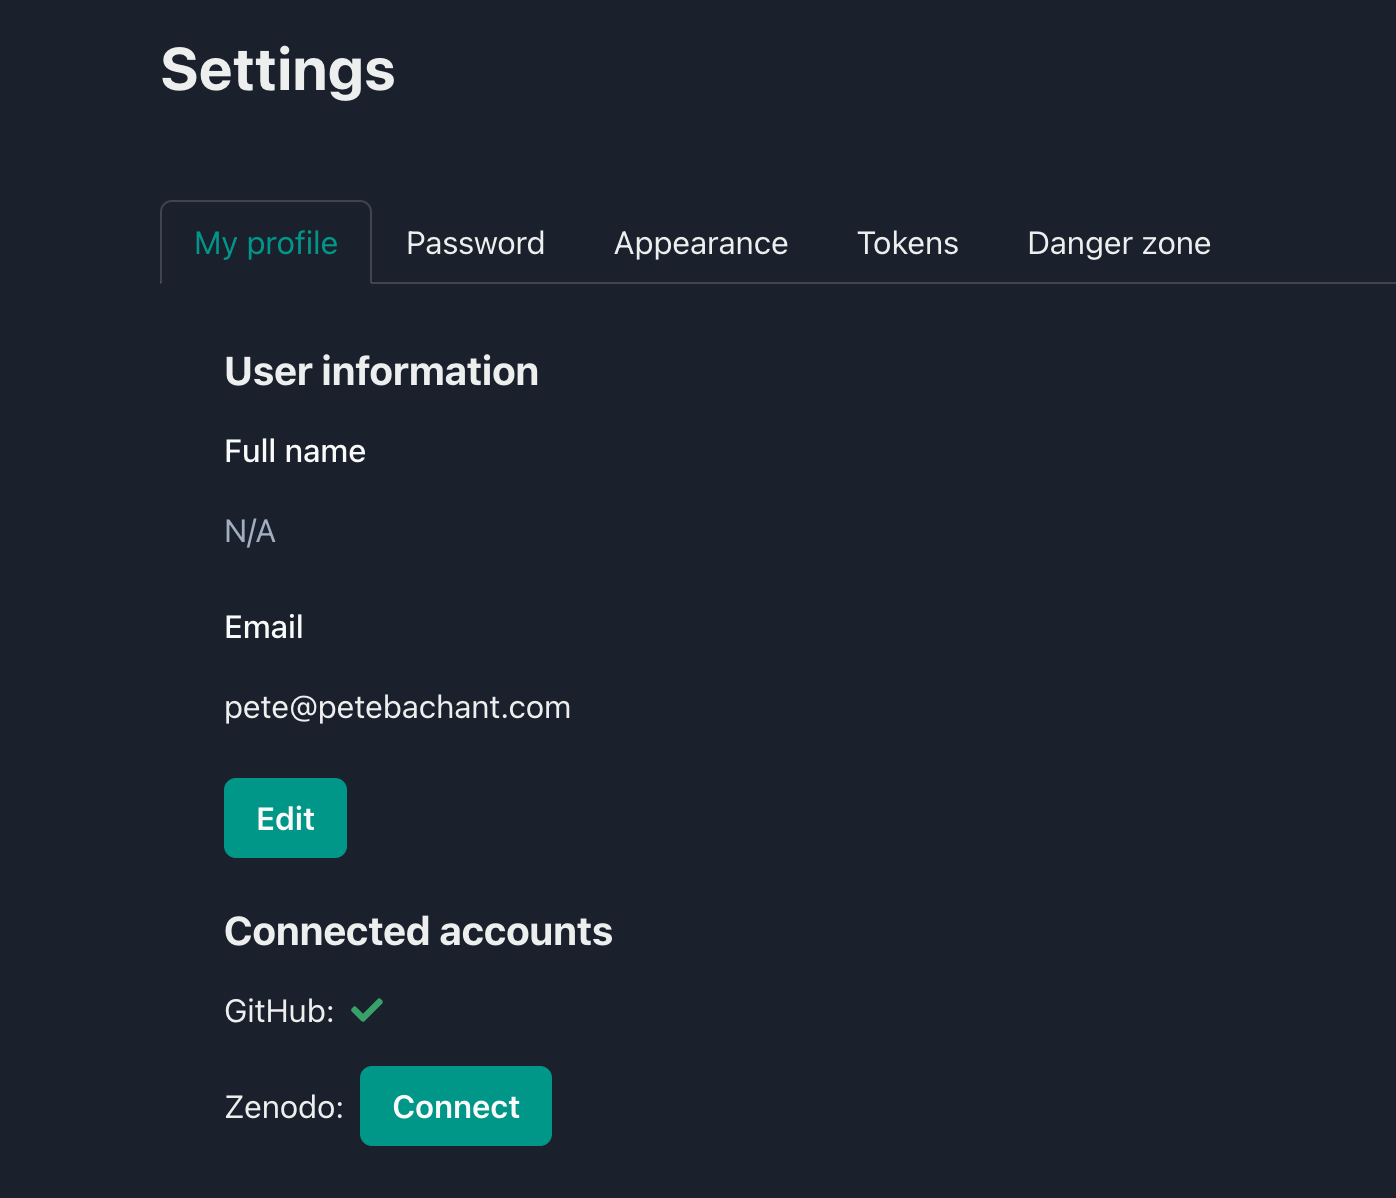 Settings
My profile Password Appearance Tokens Danger zone
User information
Full name
N/A
Email
pete@petebachant.com
Edit
Connected accounts
GitHub:
Zenodo: Connect